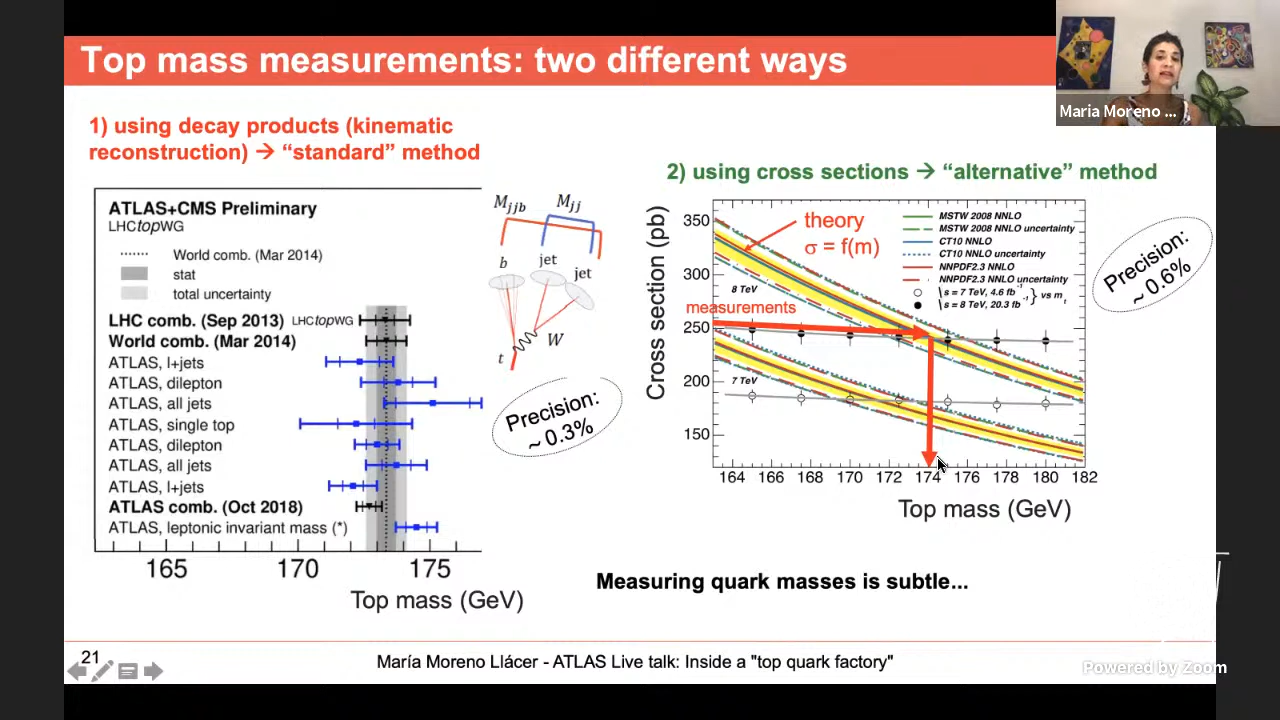 Top mass measurements: two different ways
Maria Moreno ...
1) using decay products (kinematic
reconstruction) → “standard” method
ATLAS+CMS Preliminary
LHCtopWG
World comb. (Mar 2014)
stat
total uncertainty
LHC comb. (Sep 2013) LHCtopWG
World comb. (Mar 2014)
ATLAS, l+jets
ATLAS, dilepton
ATLAS, all jets
ATLAS, single top
ATLAS, dilepton
ATLAS, all jets
ATLAS, l+jets
ATLAS comb. (Oct 2018)
ATLAS, leptonic invariant mass (*)
165 170 175
Top mass (GeV)
Mjjb Mjj
b jet jet
W
t
Precision:
~ 0.3%
2) using cross sections → “alternative” method
Cross section (pb)
350
300
250
200
150
theory
σ = f(m)
MSTW 2008 NNLO
MSTW 2008 NNLO uncertainty
CT10 NNLO
CT10 NNLO uncertainty
NNPDF2.3 NNLO
NNPDF2.3 NNLO uncertainty
s = 7 TeV, 4.6 fb-1
s = 8 TeV, 20.3 fb-1
vs mt
8 TeV
measurements
7 TeV
164 166 168 170 172 174 176 178 180 182
Top mass (GeV)
Precision:
~ 0.6%
Measuring quark masses is subtle...
21
María Moreno Llácer - ATLAS Live talk: Inside a "top quark factory"
Powered by Zoom